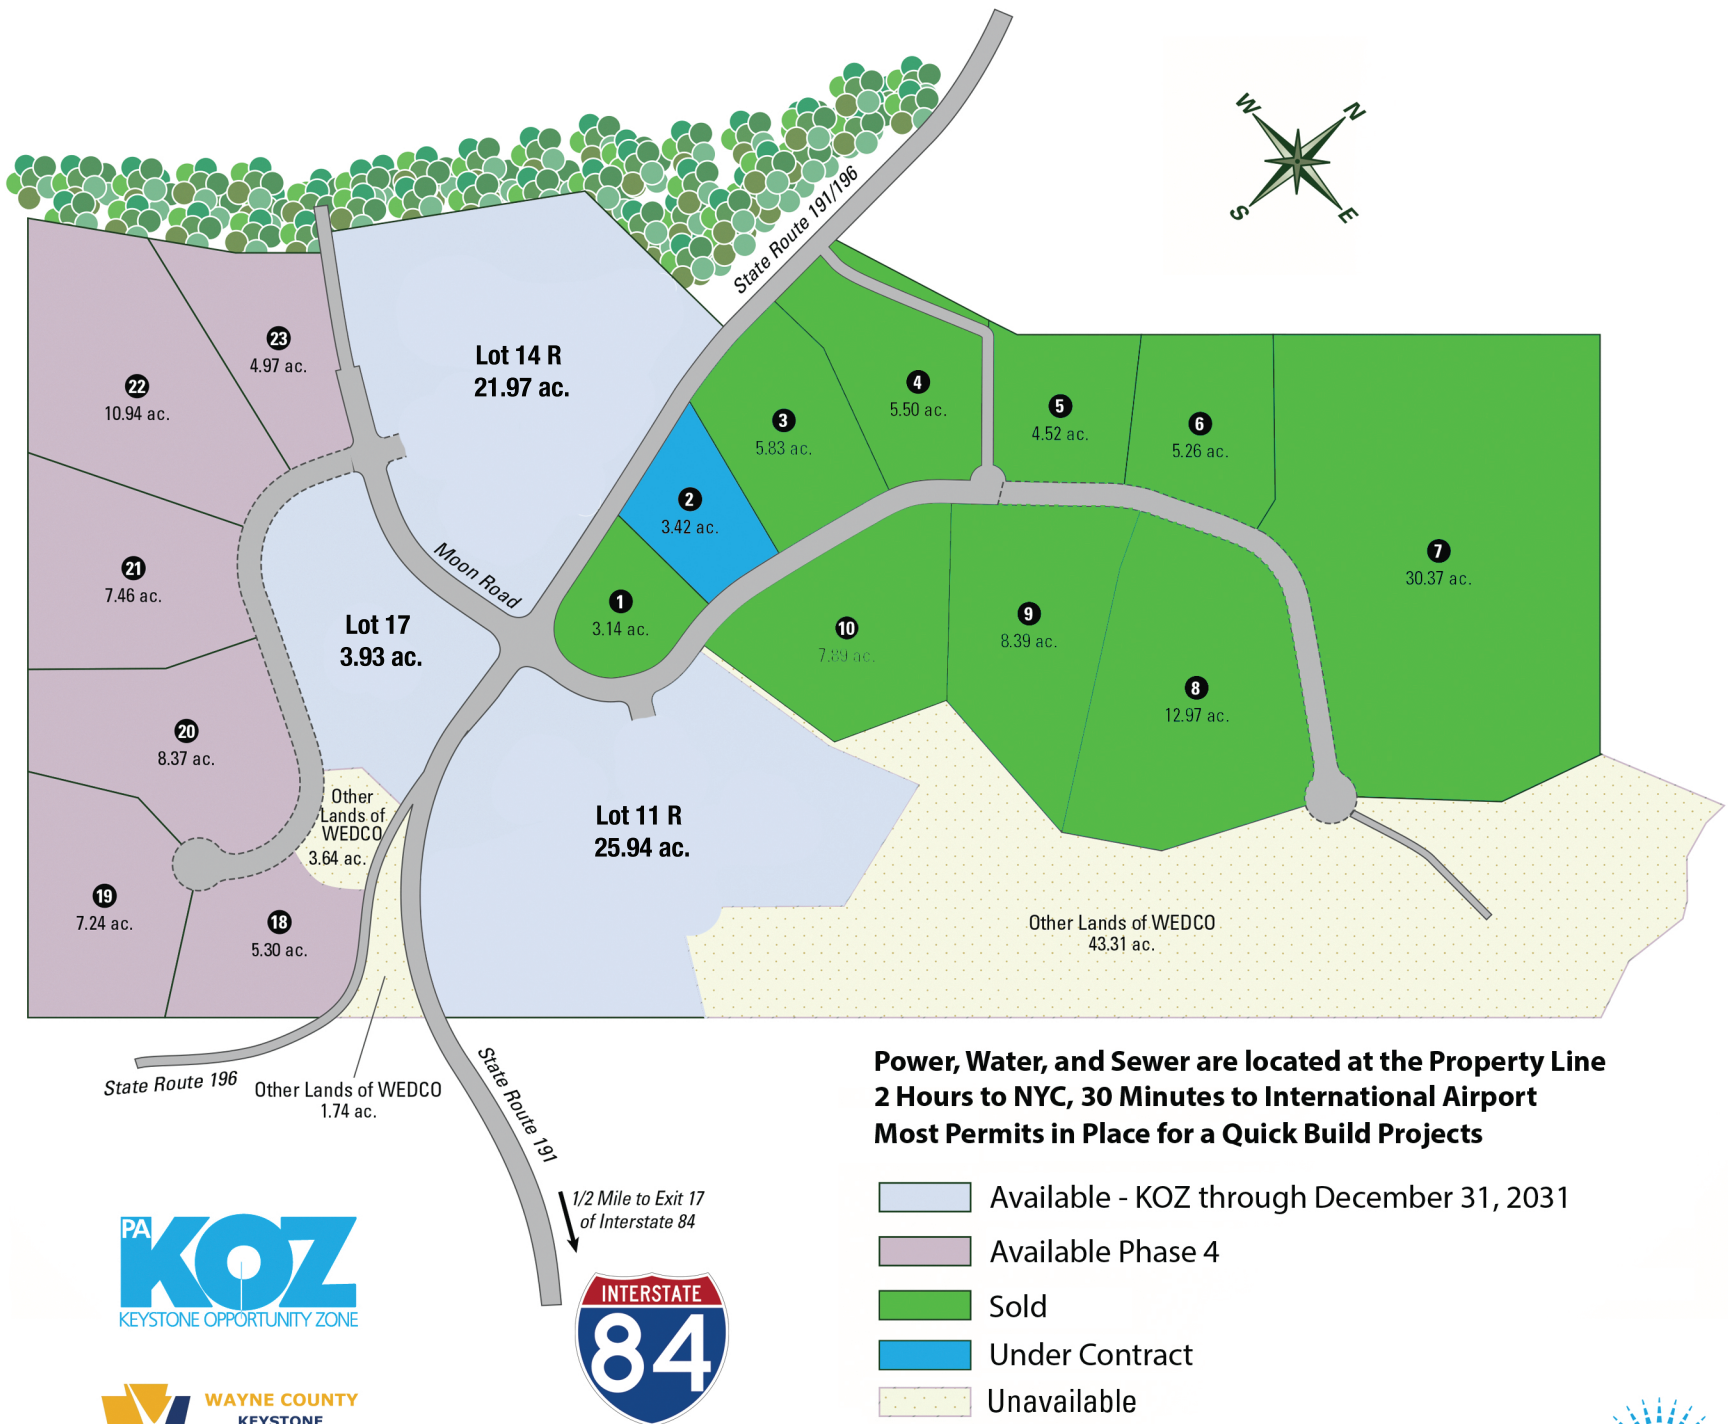 W
N
S
E
State Route 191/196
23
4.97 ac.
22
10.94 ac.
Lot 14 R
21.97 ac.
4
5.50 ac.
3
5.83 ac.
5
4.52 ac.
6
5.26 ac.
2
3.42 ac.
7
30.37 ac.
21
7.46 ac.
Moon Road
1
3.14 ac.
Lot 17
3.93 ac.
10
7.89 ac.
9
8.39 ac.
8
12.97 ac.
20
8.37 ac.
Other
Lands of
WEDCO
3.64 ac.
Lot 11 R
25.94 ac.
19
7.24 ac.
18
5.30 ac.
Other Lands of WEDCO
43.31 ac.
State Route 196
Other Lands of WEDCO
1.74 ac.
State Route 191
1/2 Mile to Exit 17
of Interstate 84
INTERSTATE
84
Power, Water, and Sewer are located at the Property Line
2 Hours to NYC, 30 Minutes to International Airport
Most Permits in Place for a Quick Build Projects
Available - KOZ through December 31, 2031
Available Phase 4
Sold
Under Contract
Unavailable
PA
KOZ
KEYSTONE OPPORTUNITY ZONE
WAYNE COUNTY
KEYSTONE